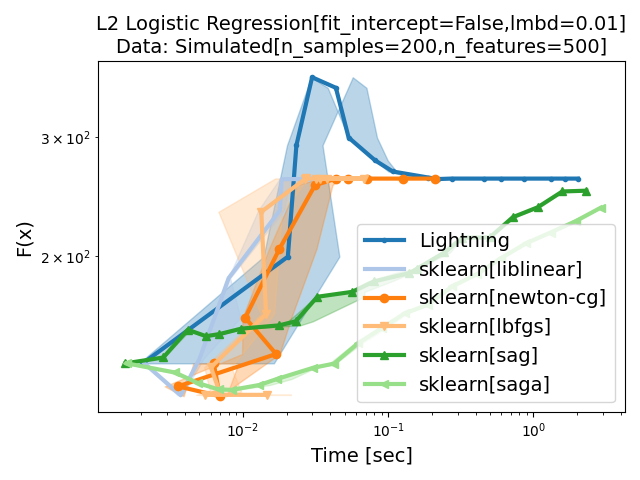 L2 Logistic Regression[fit_intercept=False,lmbd=0.01]
Data: Simulated[n_samples=200,n_features=500]
F(x)
3 × 10²
2 × 10²
Lightning
sklearn[liblinear]
sklearn[newton-cg]
sklearn[lbfgs]
sklearn[sag]
sklearn[saga]
10⁻² 10⁻¹ 10⁰
Time [sec]